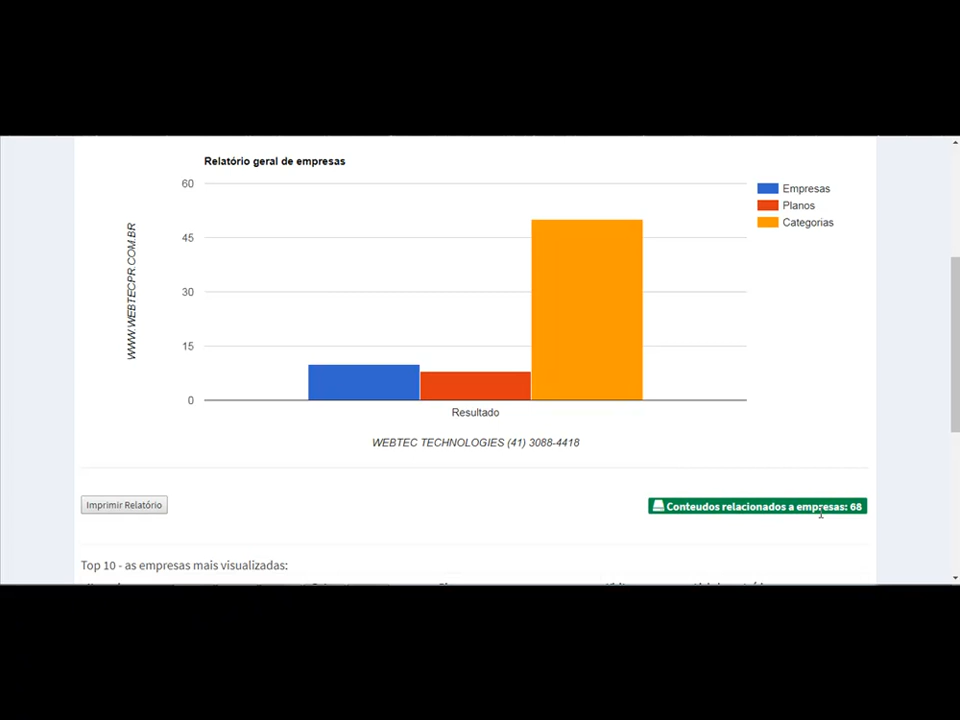 Relatório geral de empresas
60
45
30
15
0
WWW.WEBTECPR.COM.BR
Empresas
Planos
Categorias
Resultado
WEBTEC TECHNOLOGIES (41) 3088-4418
Imprimir Relatório
Conteudos relacionados a empresas: 68
Top 10 - as empresas mais visualizadas: